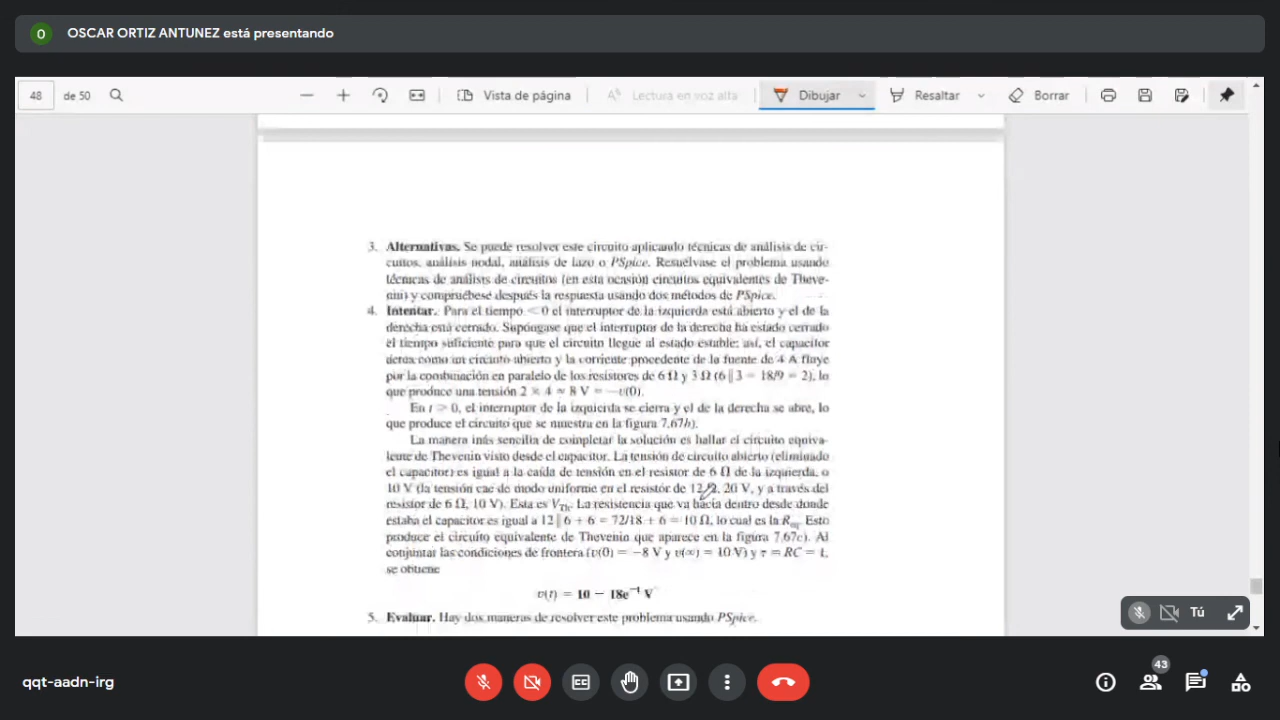 O OSCAR ORTIZ ANTUNEZ está presentando
48 de 50 Vista de página Lectura en voz alta Dibujar Resaltar Borrar
3. Alternativas. Se puede resolver este circuito aplicando técnicas de análisis de cir-
cuitos, análisis nodal, análisis de lazo o PSpice. Resuélvase el problema usando
técnicas de análisis de circuitos (en esta ocasión circuitos equivalentes de Theve-
nin) y compruébese después la respuesta usando dos métodos de PSpice.
4. Intentar. Para el tiempo < 0 el interruptor de la izquierda está abierto y el de la
derecha está cerrado. Supóngase que el interruptor de la derecha ha estado cerrado
el tiempo suficiente para que el circuito llegue al estado estable; así, el capacitor
actúa como un circuito abierto y la corriente procedente de la fuente de 4 A fluye
por la combinación en paralelo de los resistores de 6 Ω y 3 Ω (6 ∥ 3 = 18/9 = 2), lo
que produce una tensión 2 × 4 = 8 V = −v(0).
En t > 0, el interruptor de la izquierda se cierra y el de la derecha se abre, lo
que produce el circuito que se muestra en la figura 7.67b).
La manera más sencilla de completar la solución es hallar el circuito equiva-
lente de Thevenin visto desde el capacitor. La tensión de circuito abierto (eliminado
el capacitor) es igual a la caída de tensión en el resistor de 6 Ω de la izquierda, o
10 V (la tensión cae de modo uniforme en el resistor de 12 Ω, 20 V, y a través del
resistor de 6 Ω, 10 V). Esta es VTh. La resistencia que va hacia dentro desde donde
estaba el capacitor es igual a 12 ∥ 6 + 6 = 72/18 + 6 = 10 Ω, lo cual es la Req. Esto
produce el circuito equivalente de Thevenin que aparece en la figura 7.67c). Al
conjuntar las condiciones de frontera (v(0) = −8 V y v(∞) = 10 V) y τ = RC = 1,
se obtiene
v(t) = 10 − 18e⁻ᵗ V
5. Evaluar. Hay dos maneras de resolver este problema usando PSpice.
Tú
qqt-aadn-irg
43